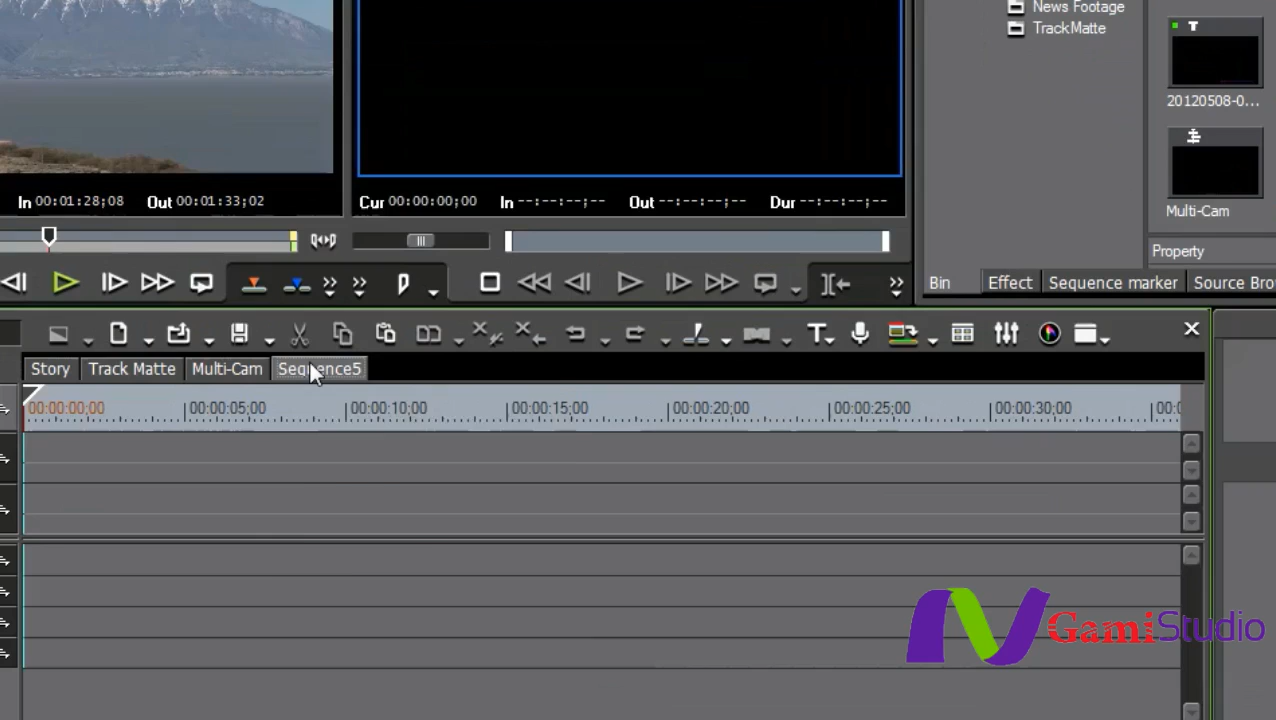 News Footage
TrackMatte
T
20120508-0...
Multi-Cam
In 00:01:28;08 Out 00:01:33;02
Cur 00:00:00;00 In --:--:--;-- Out --:--:--;-- Dur --:--:--;--
Property
Bin Effect Sequence marker Source Bro
T
Story Track Matte Multi-Cam Sequence5
00:00:00;00 00:00:05;00 00:00:10;00 00:00:15;00 00:00:20;00 00:00:25;00 00:00:30;00 00:0
GamiStudio